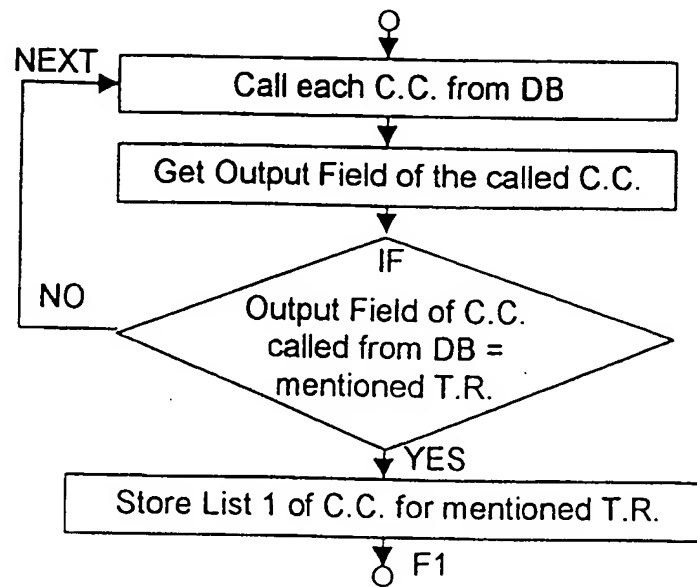 NEXT
Call each C.C. from DB
Get Output Field of the called C.C.
IF
NO
Output Field of C.C.
called from DB =
mentioned T.R.
YES
Store List 1 of C.C. for mentioned T.R.
F1